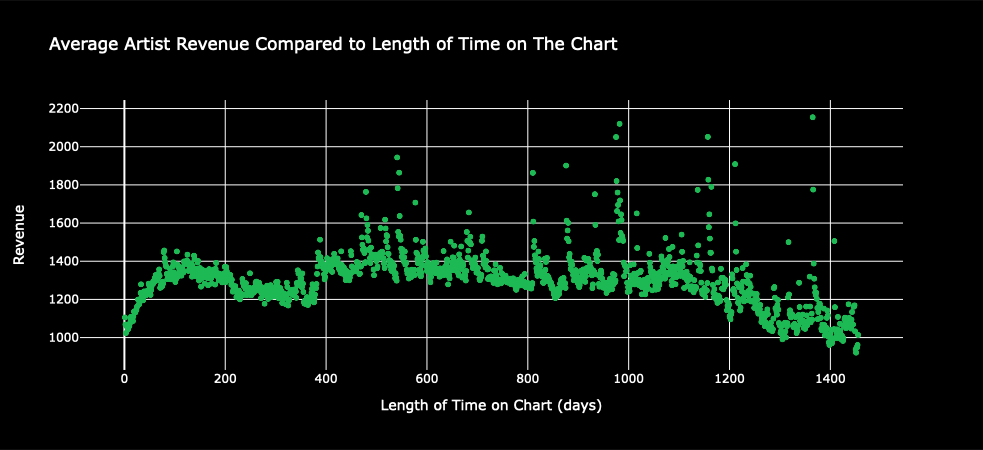 Average Artist Revenue Compared to Length of Time on The Chart
2200
2000
1800
1600
1400
1200
1000
Revenue
0 200 400 600 800 1000 1200 1400
Length of Time on Chart (days)